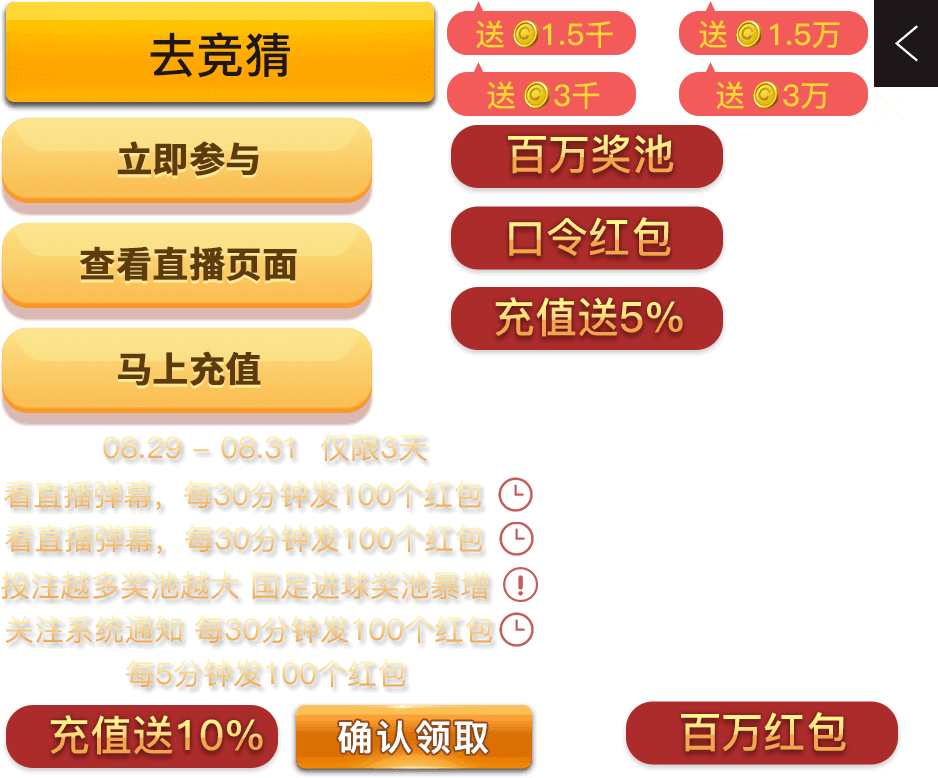 去竞猜
送 1.5千
送 1.5万
送 3千
送 3万
立即参与
百万奖池
查看直播页面
口令红包
充值送5%
马上充值
08.29 - 08.31 仅限3天
看直播弹幕，每30分钟发100个红包
看直播弹幕，每30分钟发100个红包
投注越多奖池越大 国足进球奖池暴增
关注系统通知 每30分钟发100个红包
每5分钟发100个红包
充值送10%
确认领取
百万红包